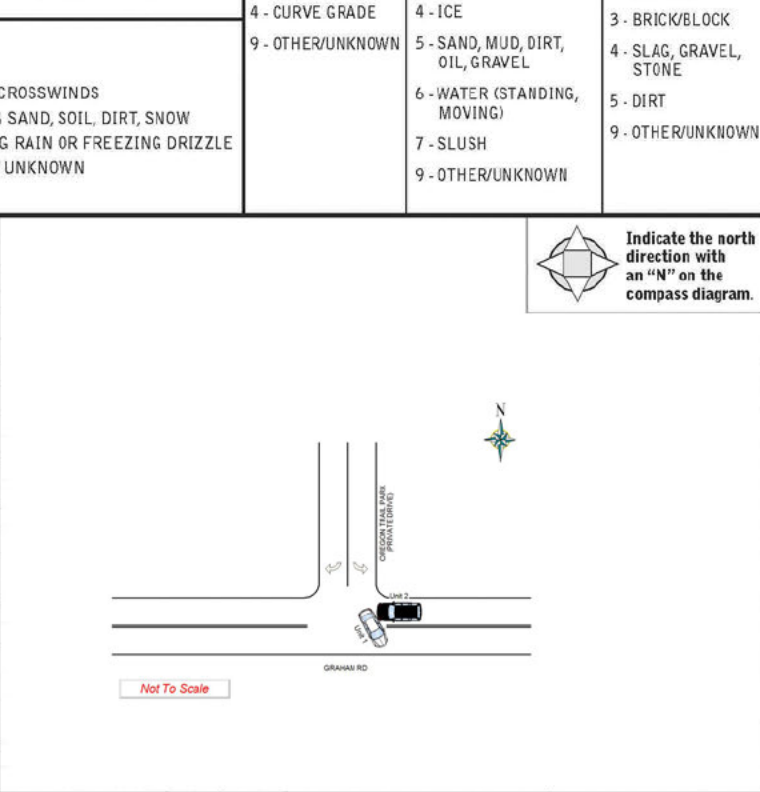 4 - CURVE GRADE
9 - OTHER/UNKNOWN
4 - ICE
5 - SAND, MUD, DIRT,
OIL, GRAVEL
6 - WATER (STANDING,
MOVING)
7 - SLUSH
9 - OTHER/UNKNOWN
3 - BRICK/BLOCK
4 - SLAG, GRAVEL,
STONE
5 - DIRT
9 - OTHER/UNKNOWN
CROSSWINDS
SAND, SOIL, DIRT, SNOW
G RAIN OR FREEZING DRIZZLE
UNKNOWN
Indicate the north
direction with
an “N” on the
compass diagram.
N
OREGON TRAIL PARK
(PRIVATE DRIVE)
Unit 2
Unit 1
GRAHAM RD
Not To Scale